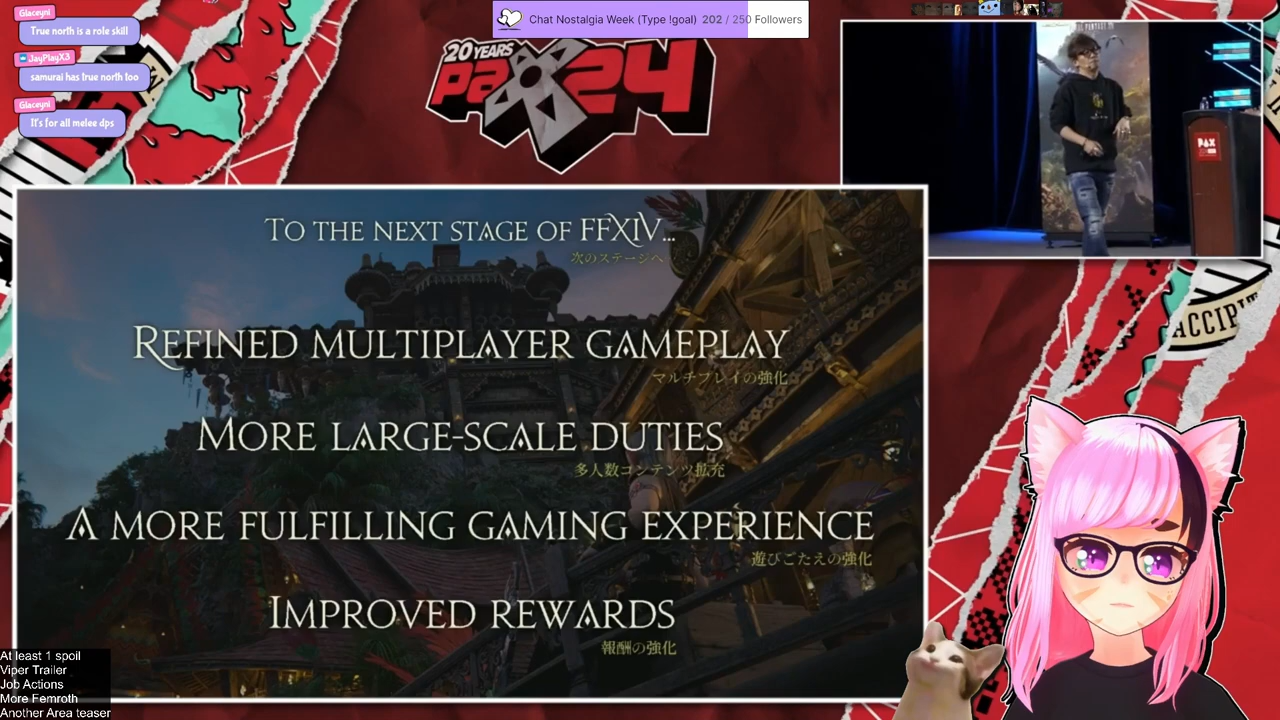 Glaceyni
True north is a role skill
JayPlayX3
samurai has true north too
Glaceyni
It's for all melee dps
Chat Nostalgia Week (Type !goal) 202 / 250 Followers
20 YEARS
PAX24
PAX
TO THE NEXT STAGE OF FFXIV...
次のステージへ
REFINED MULTIPLAYER GAMEPLAY
マルチプレイの強化
MORE LARGE-SCALE DUTIES
多人数コンテンツ拡充
A MORE FULFILLING GAMING EXPERIENCE
遊びごたえの強化
IMPROVED REWARDS
報酬の強化
At least 1 spoil
Viper Trailer
Job Actions
More Femroth
Another Area teaser